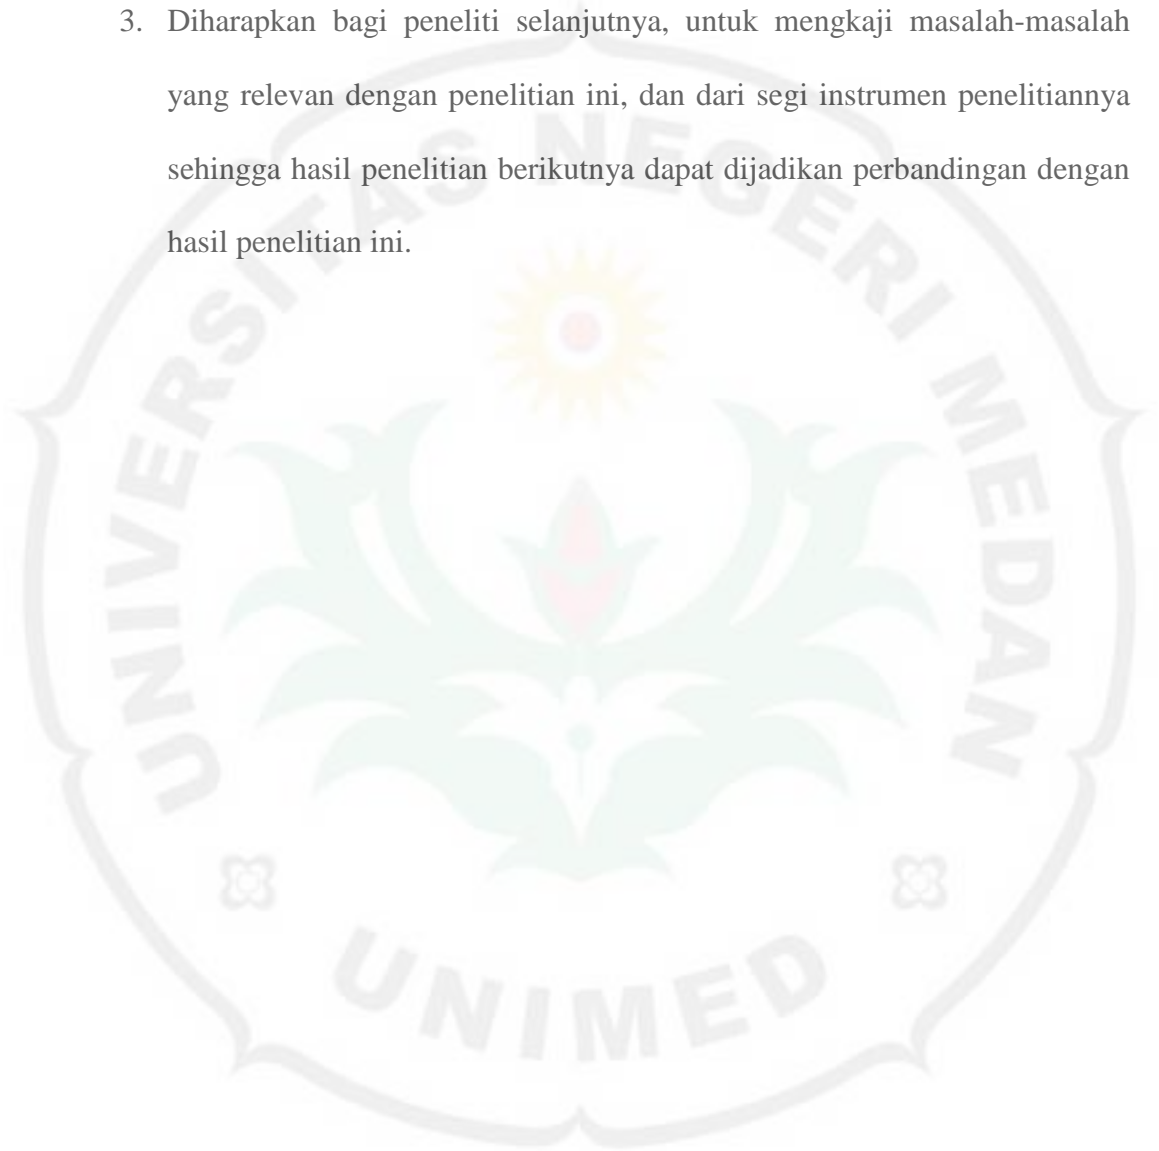 3. Diharapkan bagi peneliti selanjutnya, untuk mengkaji masalah-masalah
yang relevan dengan penelitian ini, dan dari segi instrumen penelitiannya
sehingga hasil penelitian berikutnya dapat dijadikan perbandingan dengan
hasil penelitian ini.
UNIVERSITAS NEGERI MEDAN
UNIMED